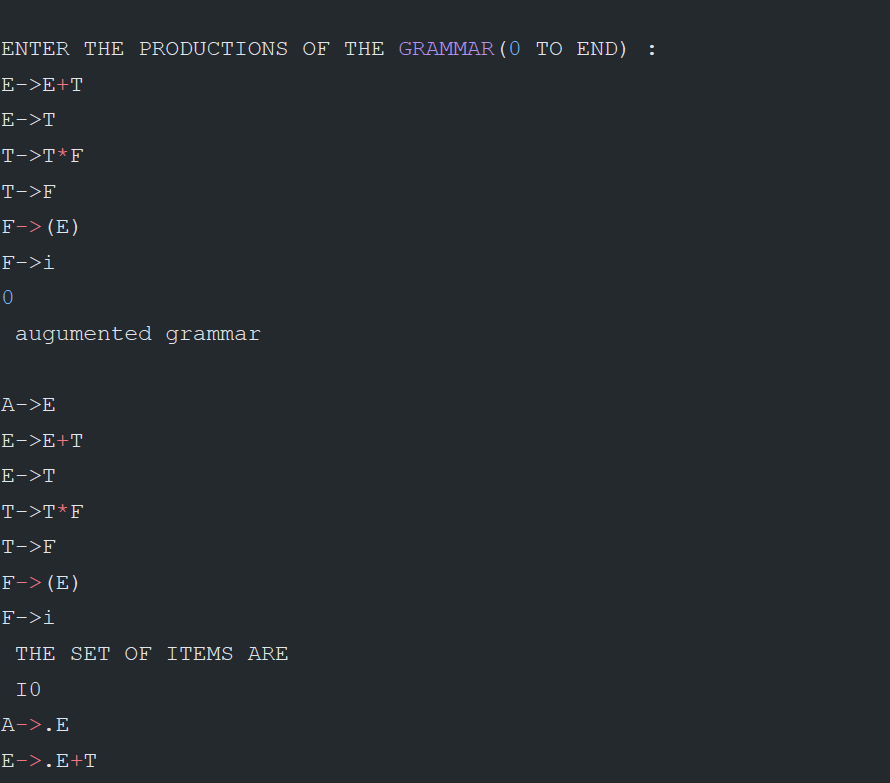 ENTER THE PRODUCTIONS OF THE GRAMMAR(0 TO END) :
E->E+T
E->T
T->T*F
T->F
F->(E)
F->i
0
augumented grammar
A->E
E->E+T
E->T
T->T*F
T->F
F->(E)
F->i
THE SET OF ITEMS ARE
I0
A->.E
E->.E+T